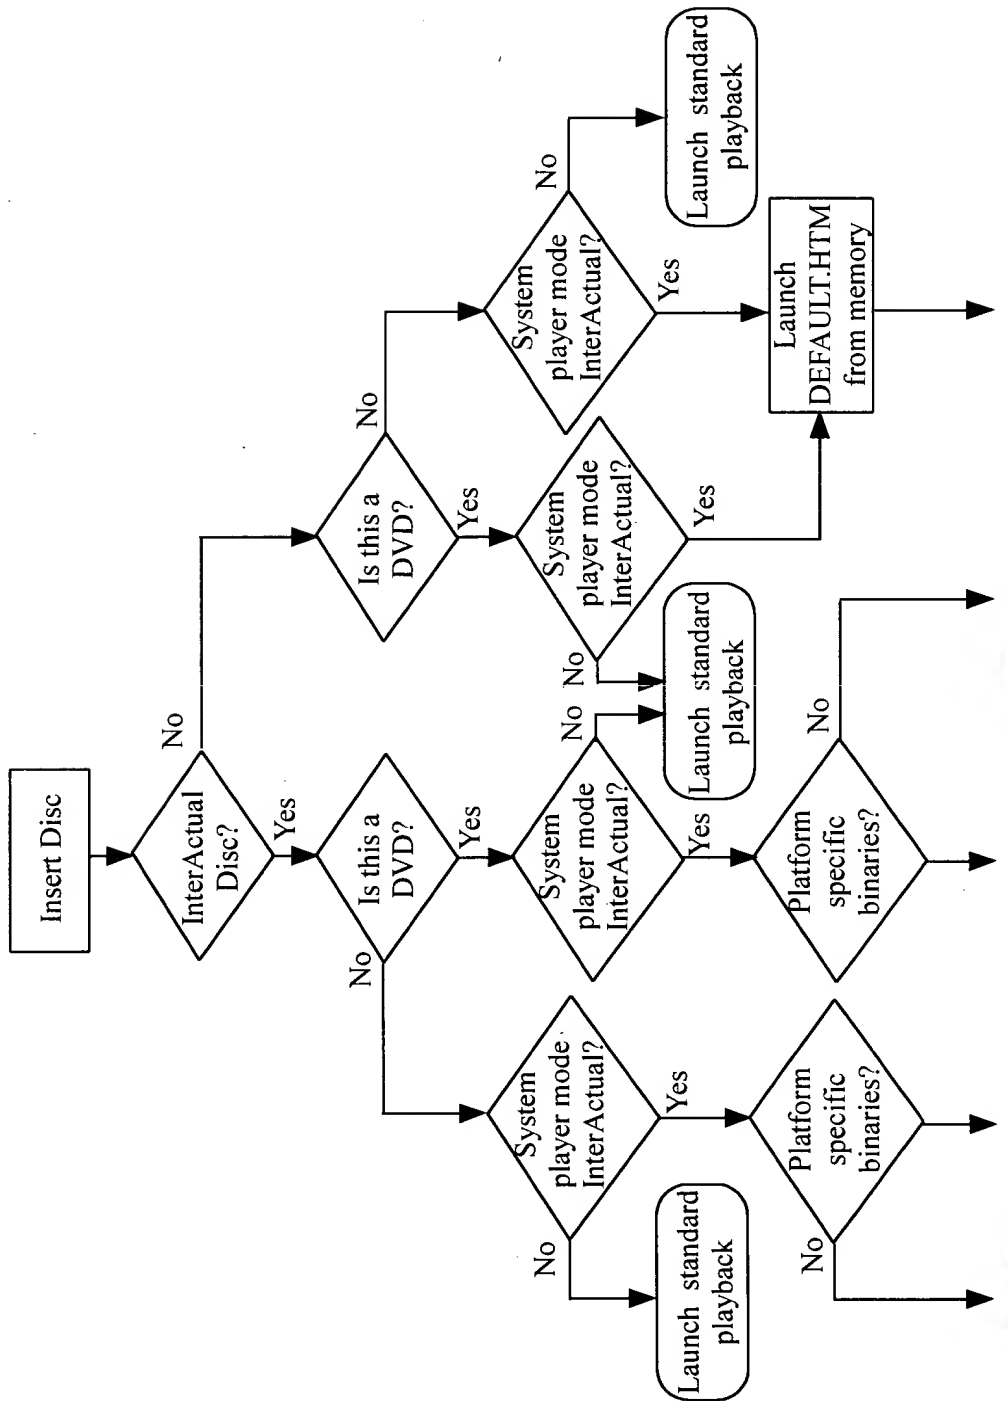 Insert Disc
InterActual
Disc?
No
Yes
Is this a
DVD?
No
Yes
Is this a
DVD?
No
Yes
System
player mode
InterActual?
No
Yes
System
player mode
InterActual?
No
Yes
System
player mode
InterActual?
No
Yes
System
player mode
InterActual?
No
Yes
Launch standard
playback
Launch standard
playback
Launch standard
playback
Platform
specific
binaries?
No
Platform
specific
binaries?
No
Launch
DEFAULT.HTM
from memory